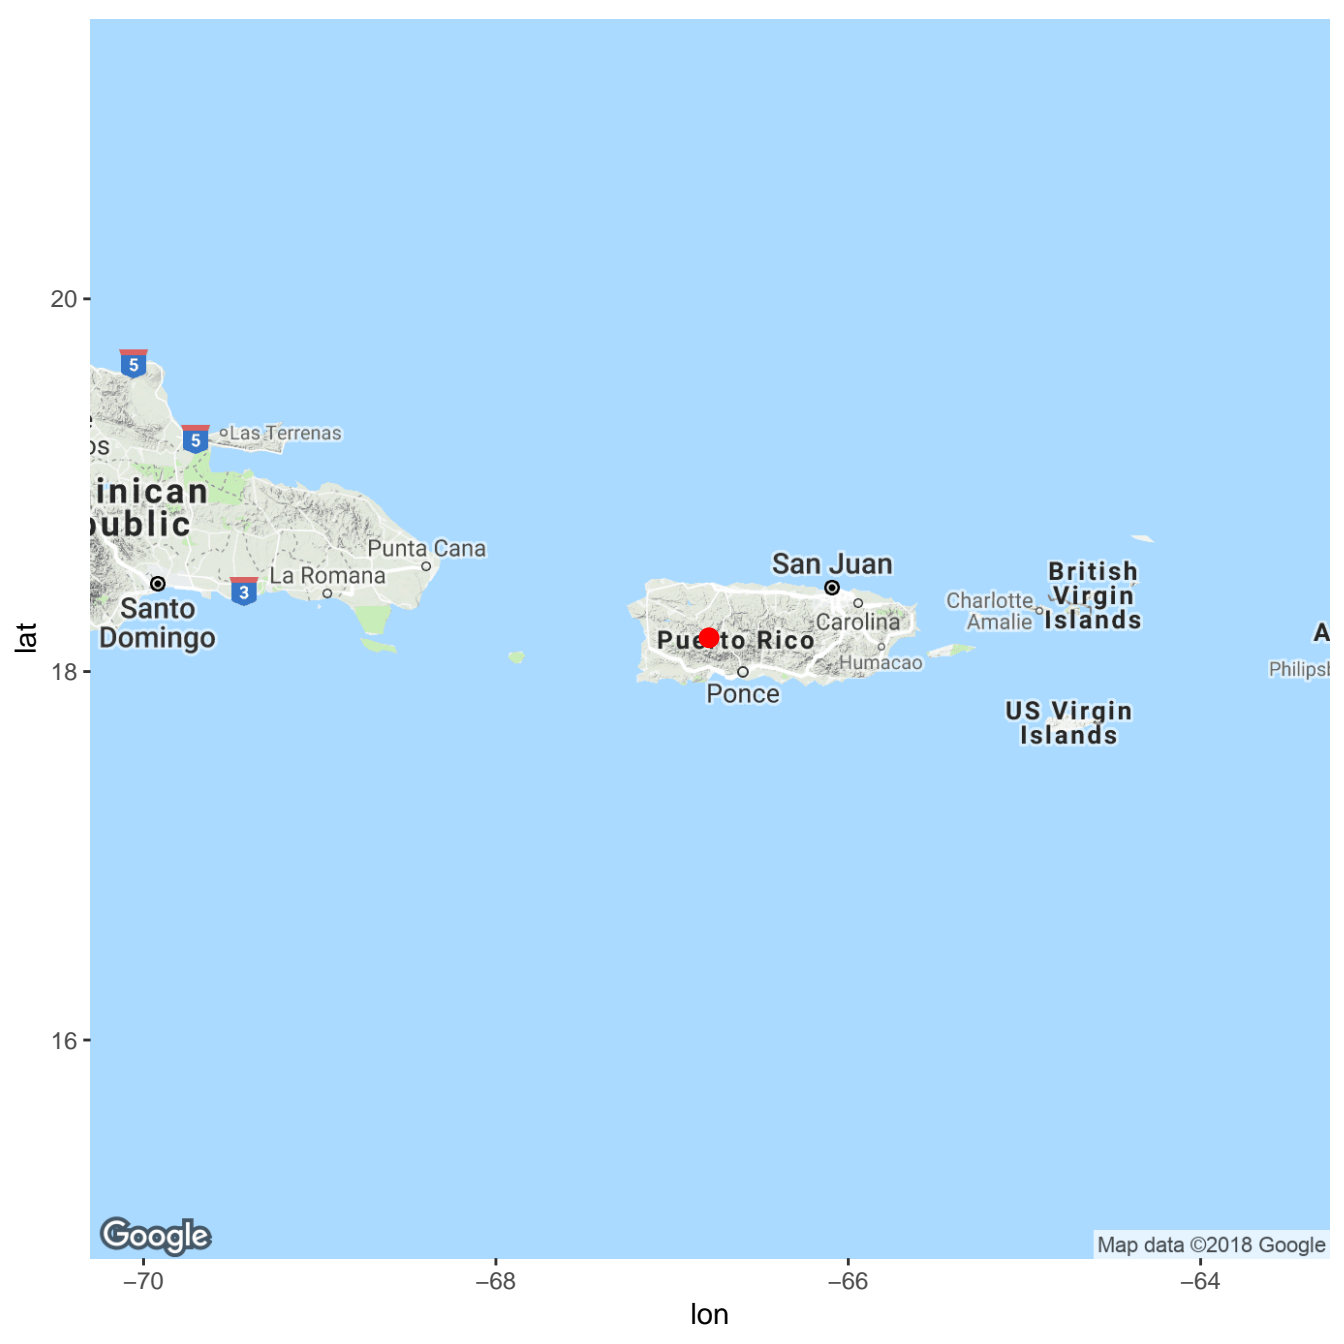 20
5
5
Las Terrenas
os
inican
public
Punta Cana
La Romana
3
Santo
Domingo
San Juan
Carolina
Puerto Rico
Humacao
Ponce
British
Virgin
Islands
Charlotte
Amalie
US Virgin
Islands
A
Philips
lat
18
16
Google
Map data ©2018 Google
−70
−68
−66
−64
lon